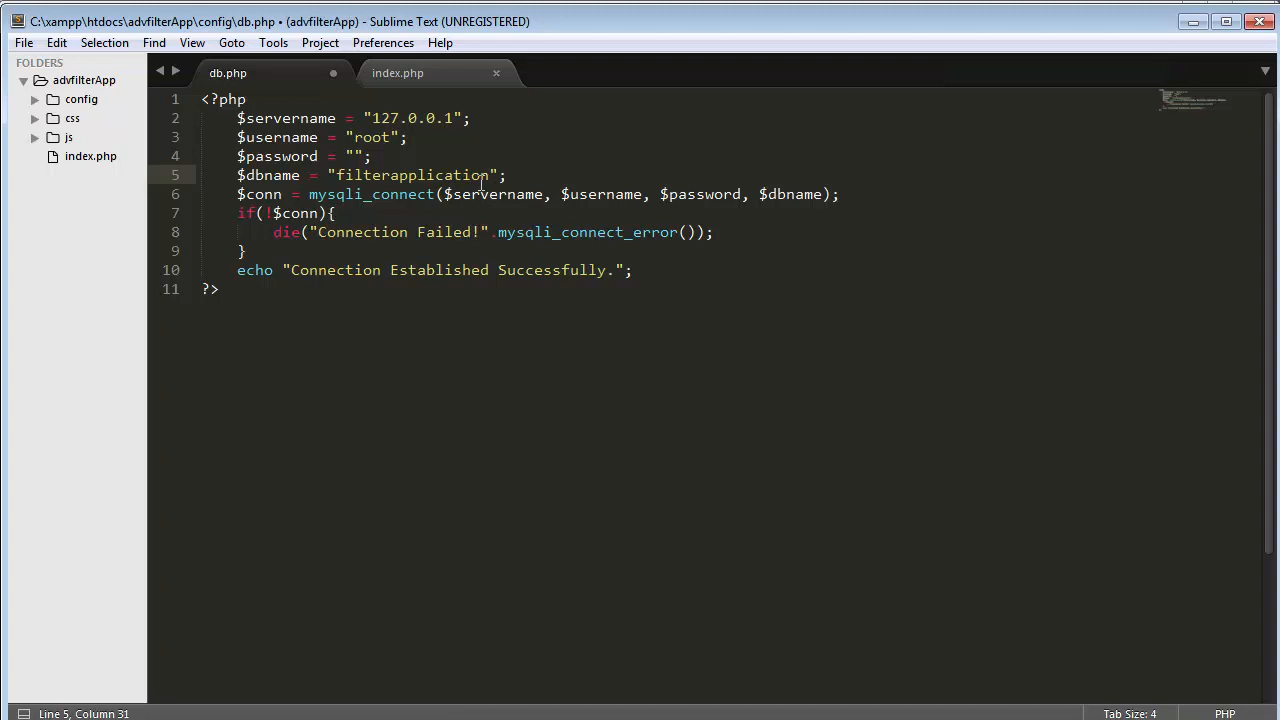 C:\xampp\htdocs\advfilterApp\config\db.php • (advfilterApp) - Sublime Text (UNREGISTERED)
File Edit Selection Find View Goto Tools Project Preferences Help
FOLDERS
advfilterApp
config
css
js
index.php
db.php index.php
1 <?php
2 $servername = "127.0.0.1";
3 $username = "root";
4 $password = "";
5 $dbname = "filterapplication";
6 $conn = mysqli_connect($servername, $username, $password, $dbname);
7 if(!$conn){
8 die("Connection Failed!".mysqli_connect_error());
9 }
10 echo "Connection Established Successfully.";
11 ?>
Line 5, Column 31 Tab Size: 4 PHP